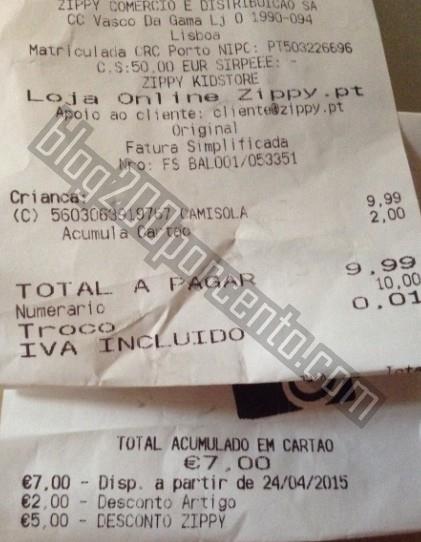 ZIPPY COMERCIO E DISTRIBUICAO SA
CC Vasco Da Gama Lj 0 1990-094
Lisboa
Matriculada CRC Porto NIPC: PT503226696
C.S:50,00 EUR SIRPEEE: -
ZIPPY KIDSTORE
Loja Online Zippy.pt
Apoio ao cliente: cliente@zippy.pt
Original
Fatura Simplificada
Nro: FS BAL001/053351
Crianca:
(C) 5603063919767 CAMISOLA 9,99
Acumula Cartao 2,00
TOTAL A PAGAR 9.99
Numerario 10,00
Troco 0.01
IVA INCLUIDO
blog200porcento.com
TOTAL ACUMULADO EM CARTAO
€7,00
€7,00 - Disp. a partir de 24/04/2015
€2,00 - Desconto Artigo
€5,00 - DESCONTO ZIPPY